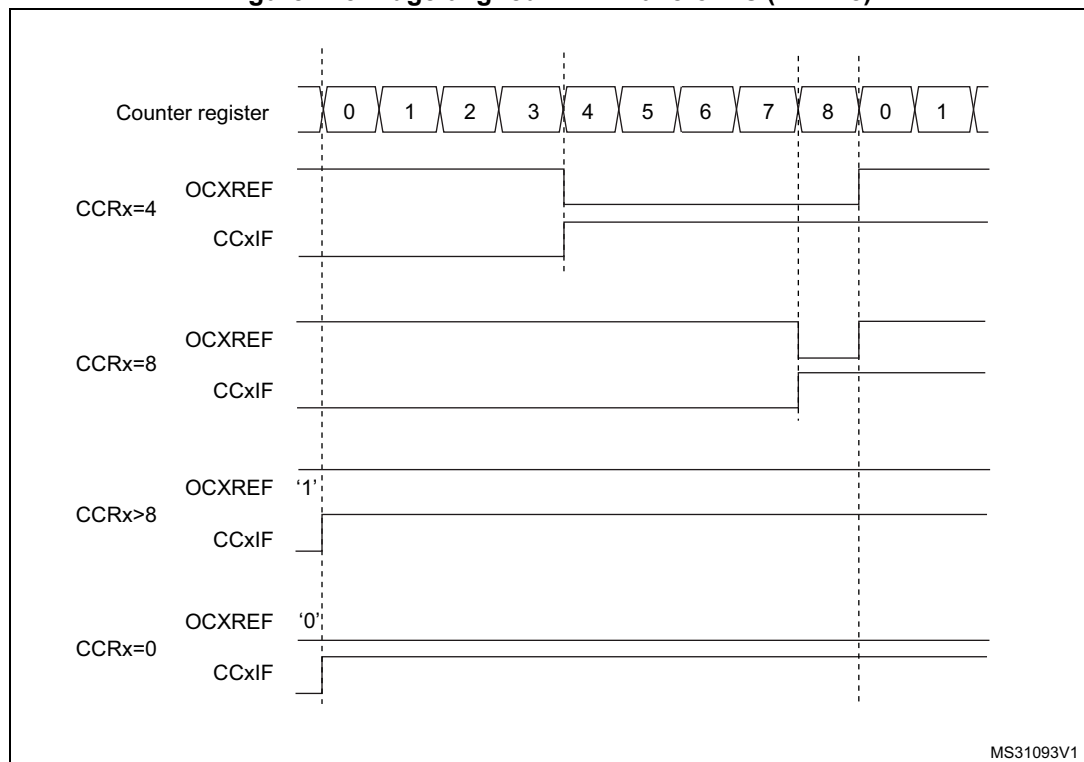 Counter register 0 1 2 3 4 5 6 7 8 0 1
OCXREF
CCRx=4
CCxIF
OCXREF
CCRx=8
CCxIF
OCXREF ‘1’
CCRx>8
CCxIF
OCXREF ‘0’
CCRx=0
CCxIF
MS31093V1